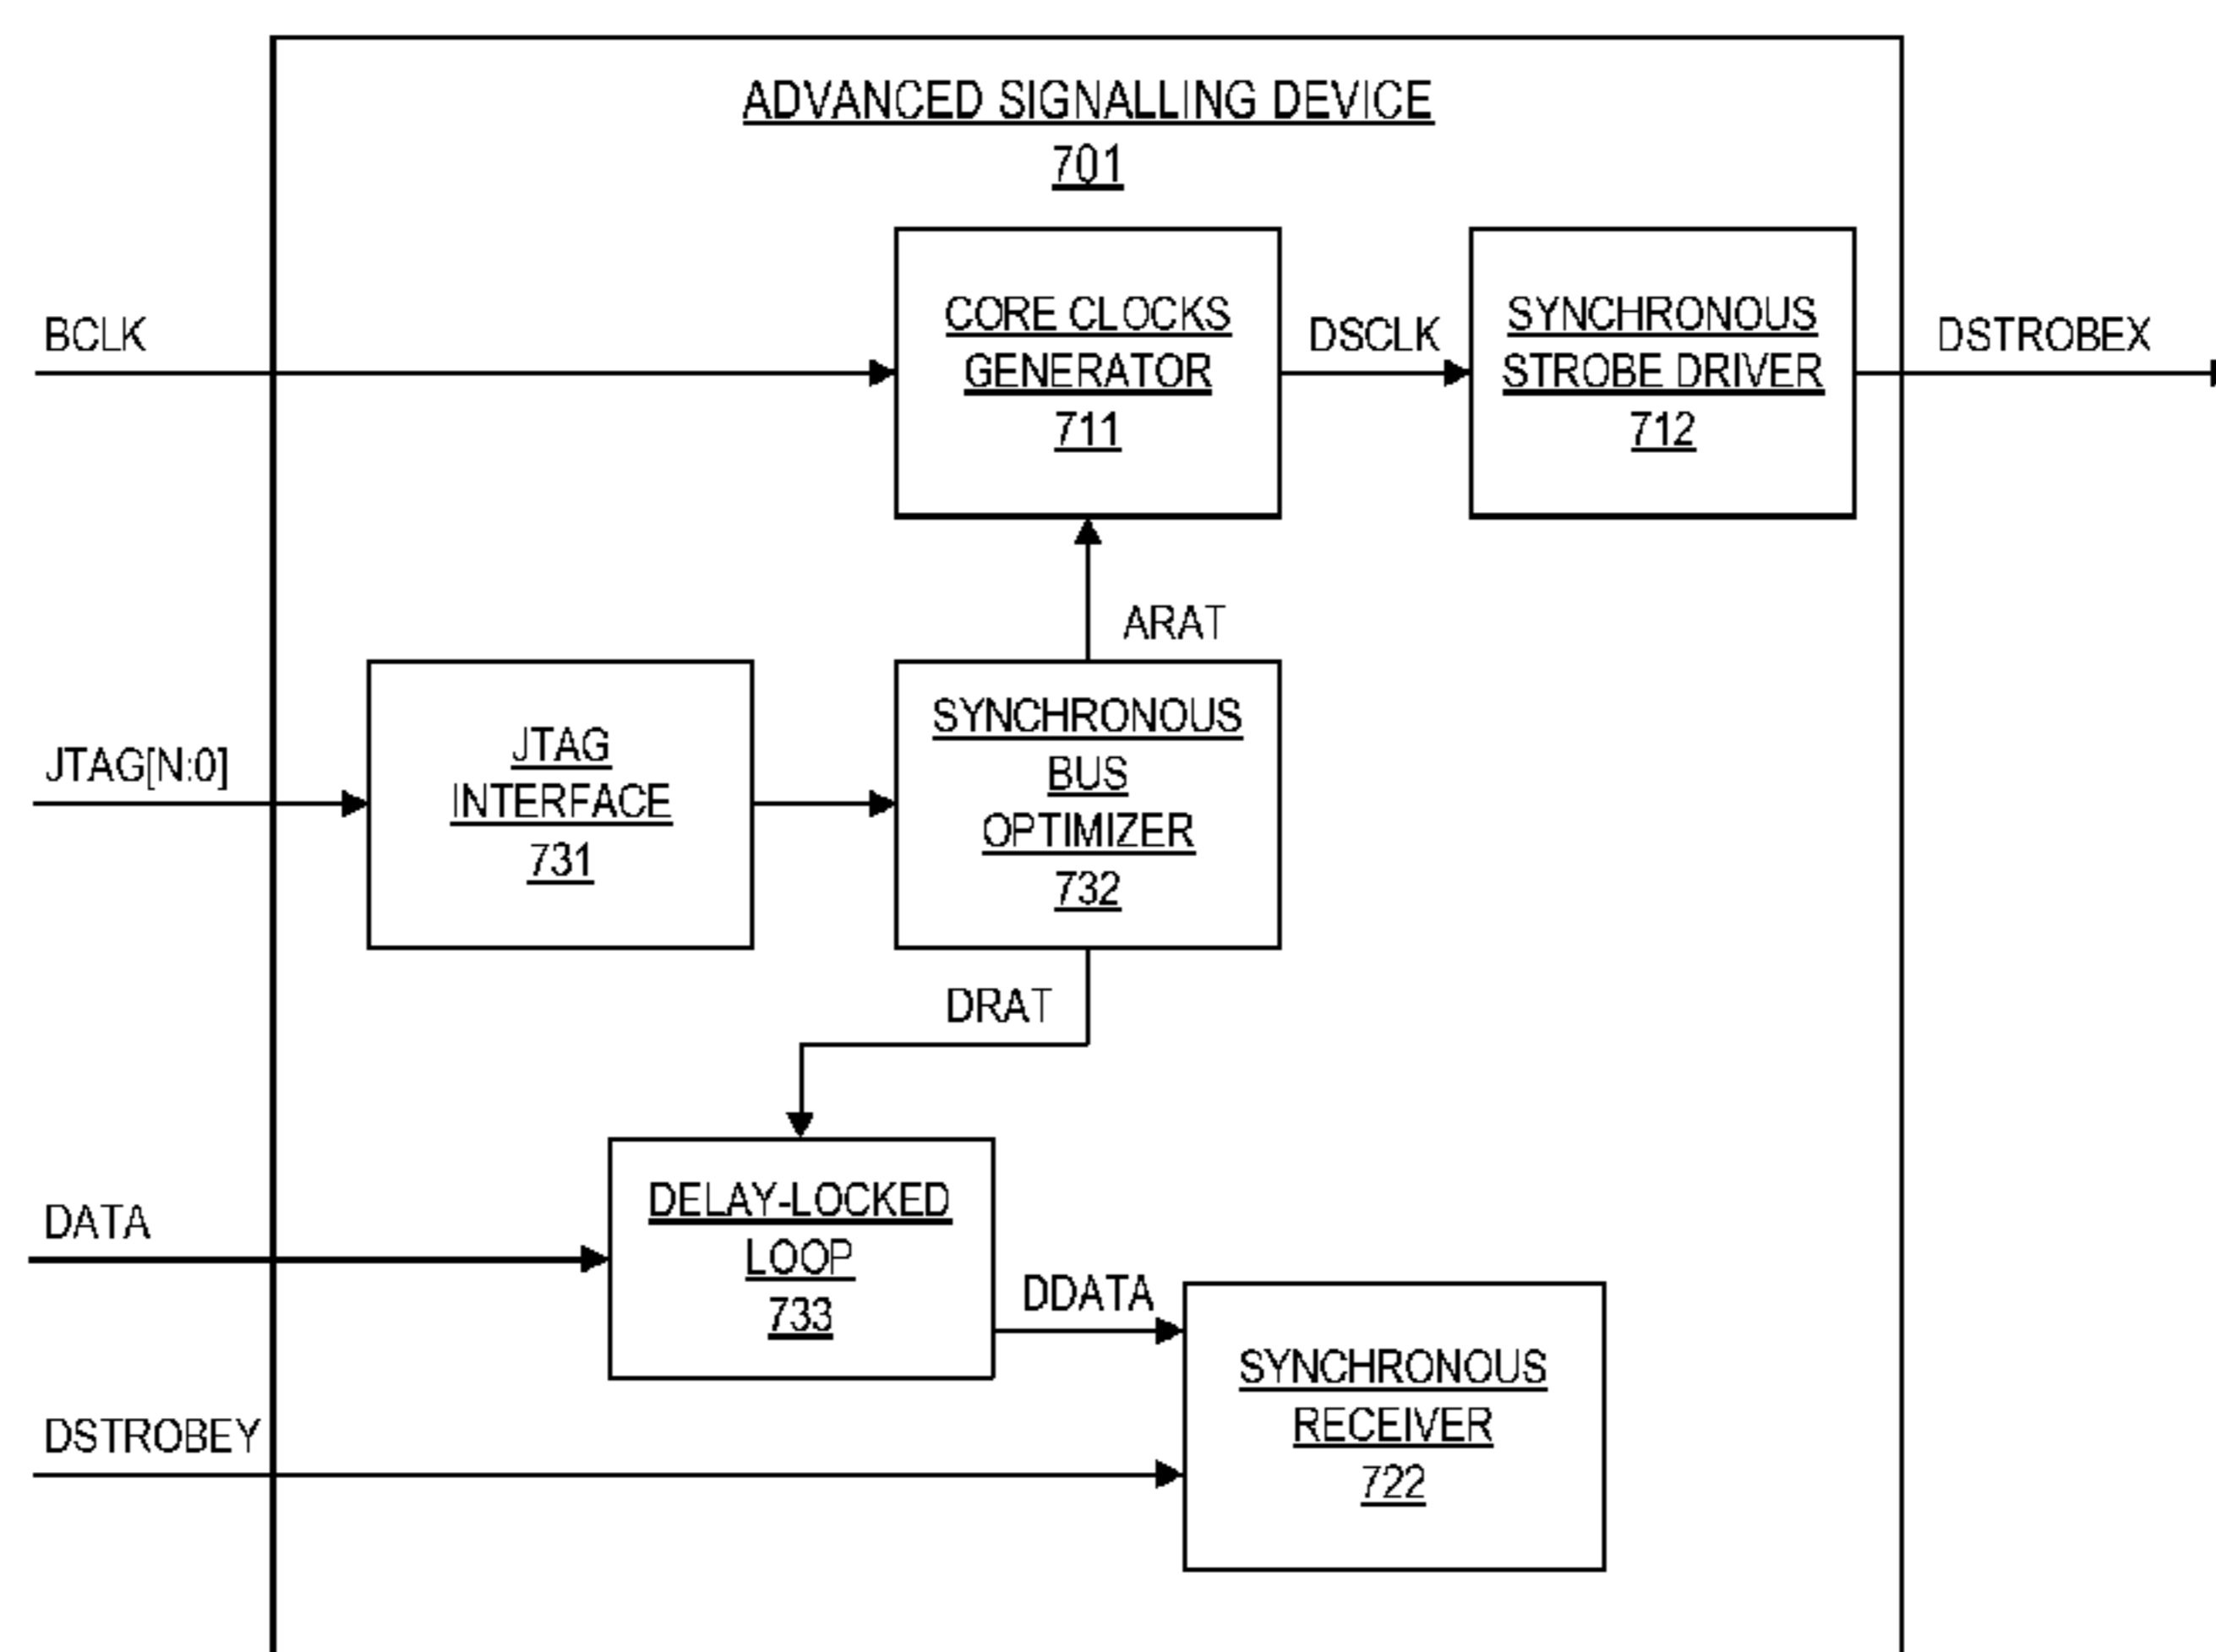 ADVANCED SIGNALLING DEVICE
701
BCLK
CORE CLOCKS
GENERATOR
711
DSCLK
SYNCHRONOUS
STROBE DRIVER
712
DSTROBEX
ARAT
JTAG[N:0]
JTAG
INTERFACE
731
SYNCHRONOUS
BUS
OPTIMIZER
732
DRAT
DATA
DELAY-LOCKED
LOOP
733
DDATA
DSTROBEY
SYNCHRONOUS
RECEIVER
722